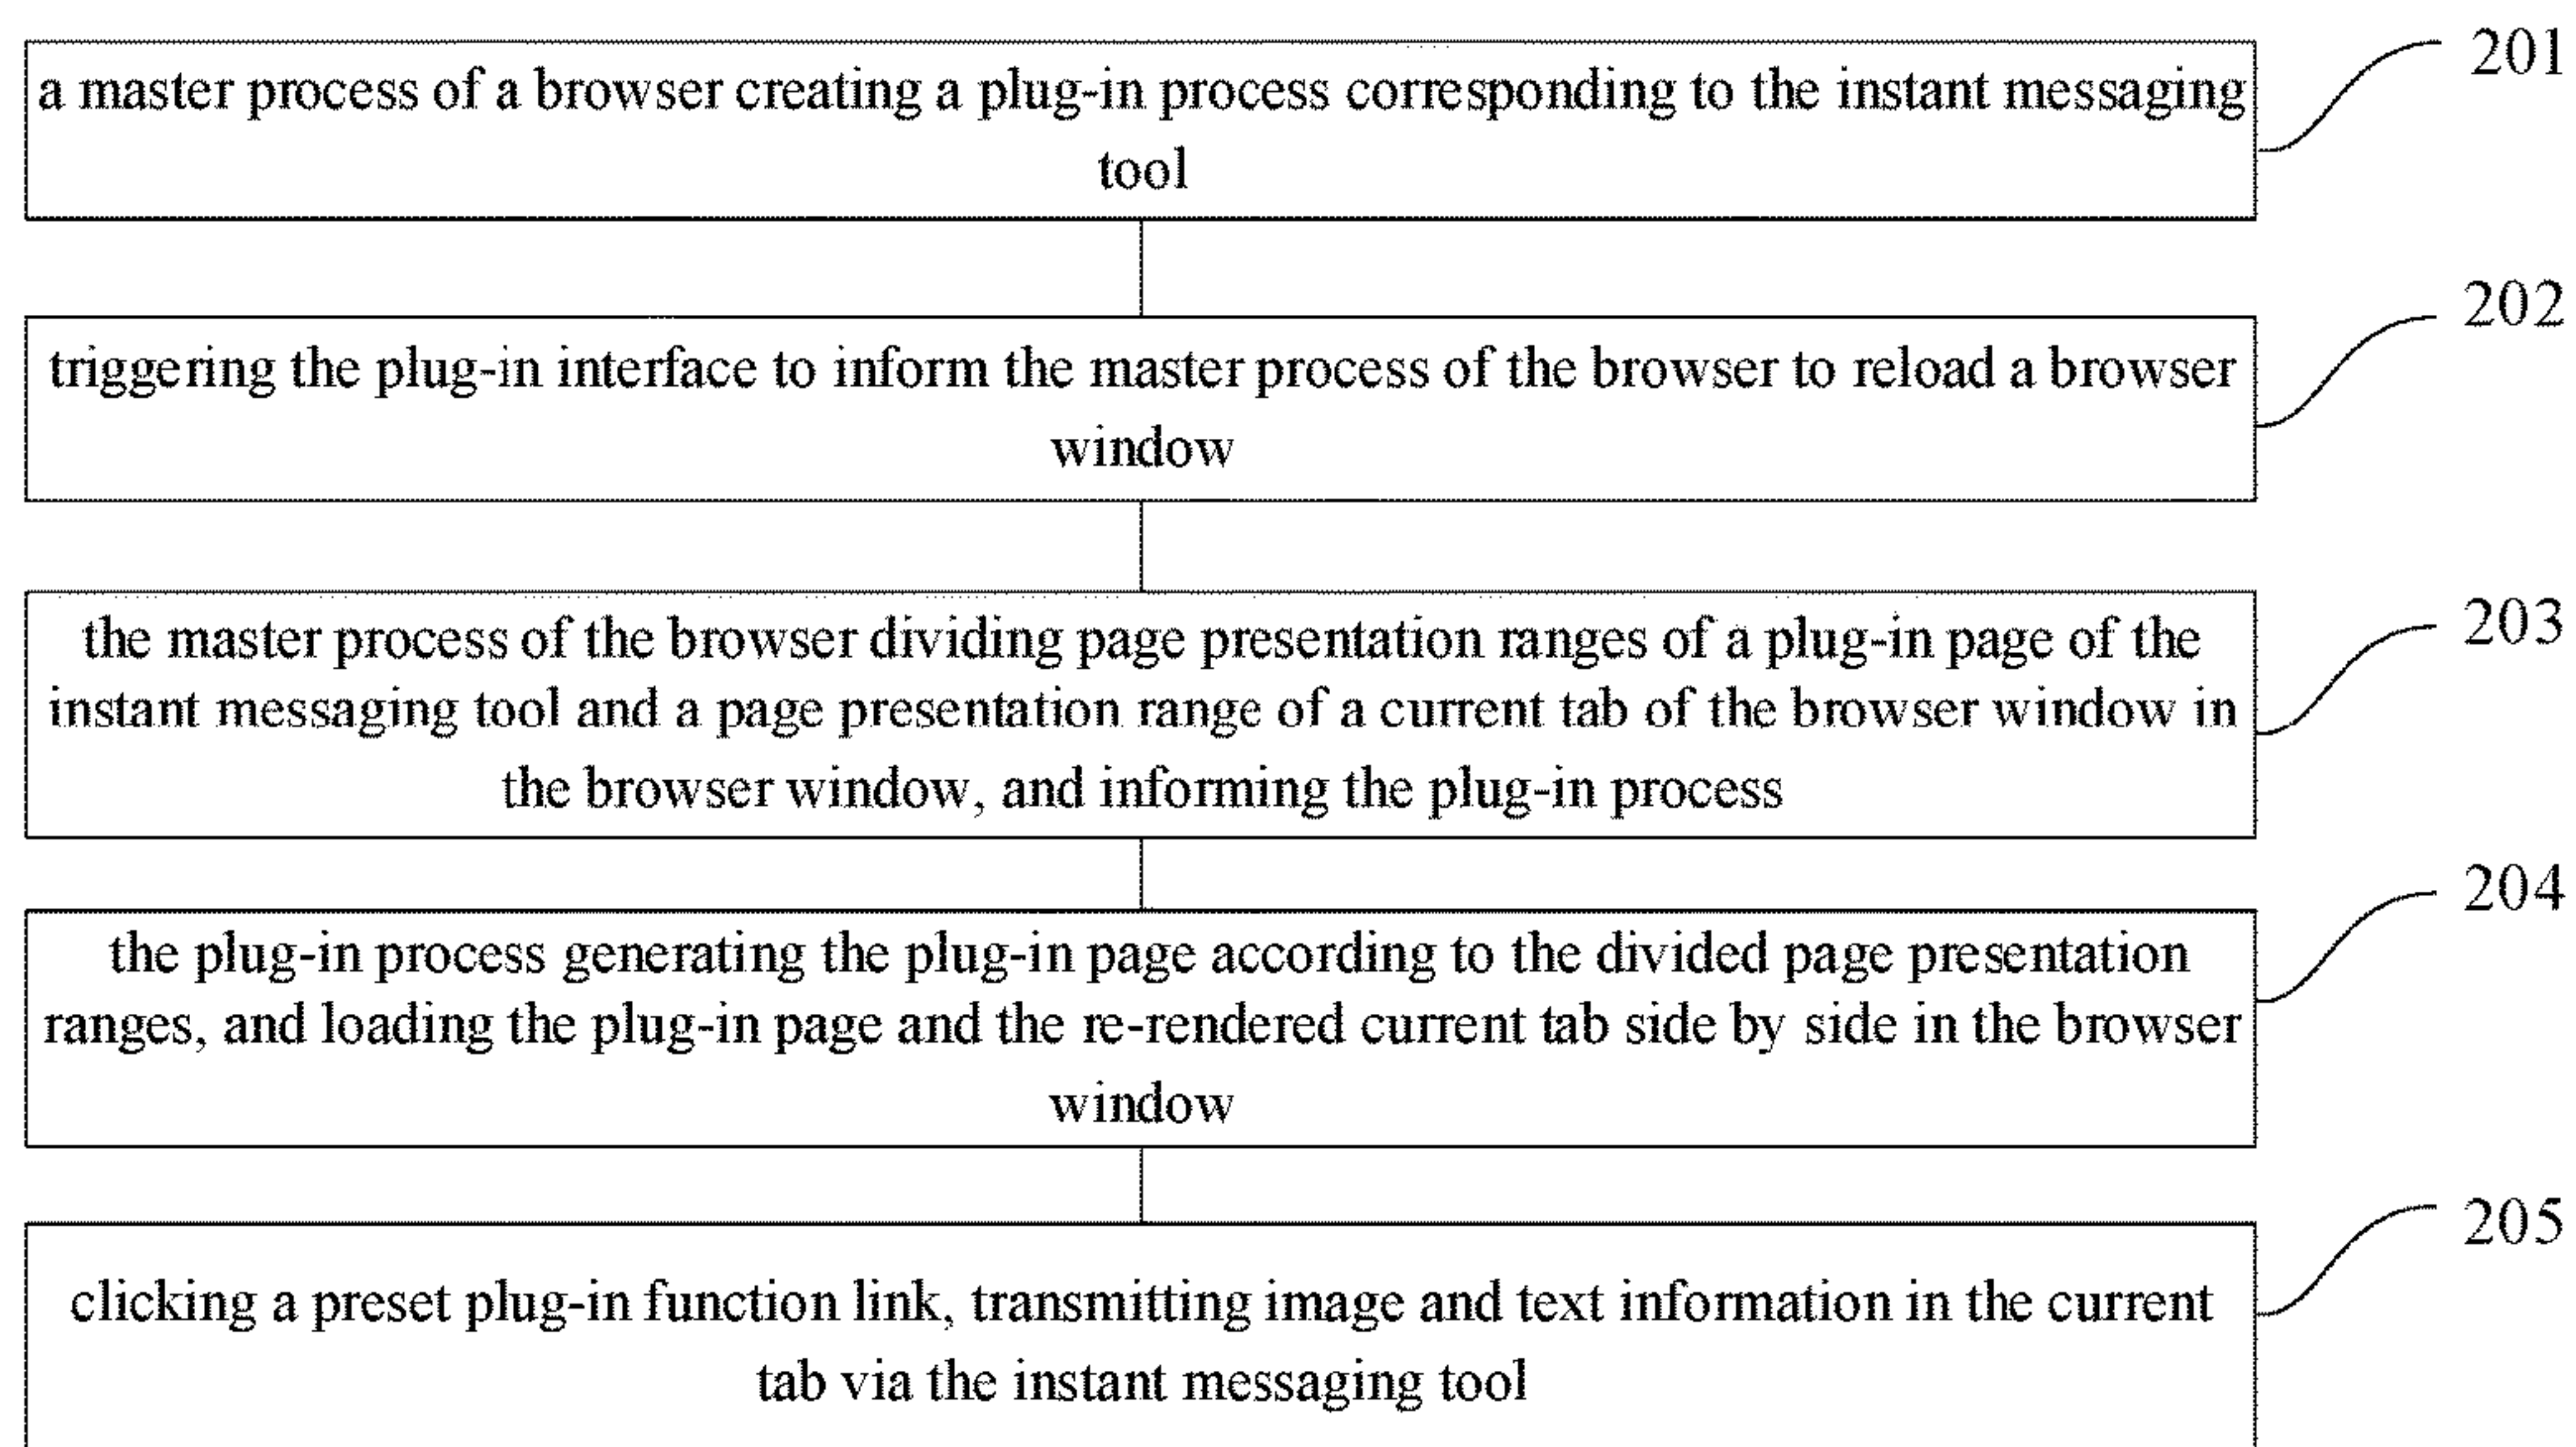 201
a master process of a browser creating a plug-in process corresponding to the instant messaging
tool
202
triggering the plug-in interface to inform the master process of the browser to reload a browser
window
203
the master process of the browser dividing page presentation ranges of a plug-in page of the
instant messaging tool and a page presentation range of a current tab of the browser window in
the browser window, and informing the plug-in process
204
the plug-in process generating the plug-in page according to the divided page presentation
ranges, and loading the plug-in page and the re-rendered current tab side by side in the browser
window
205
clicking a preset plug-in function link, transmitting image and text information in the current
tab via the instant messaging tool